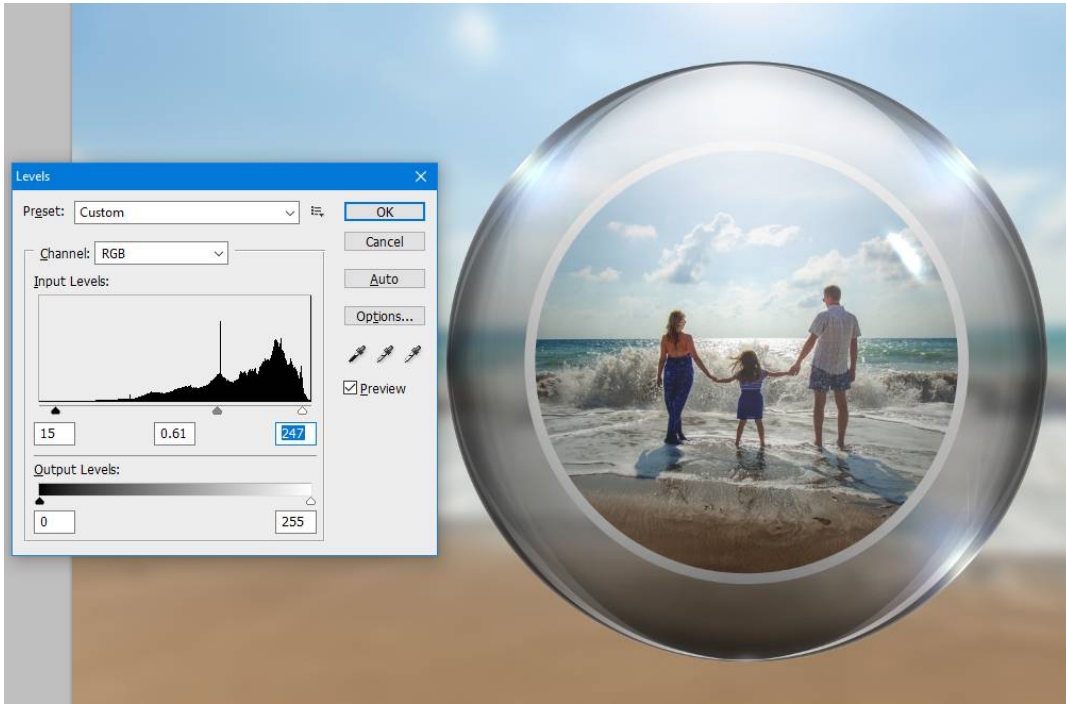 Levels
Preset: Custom
OK
Channel: RGB
Cancel
Input Levels:
Auto
Options...
Preview
15 0.61 247
Output Levels:
0 255